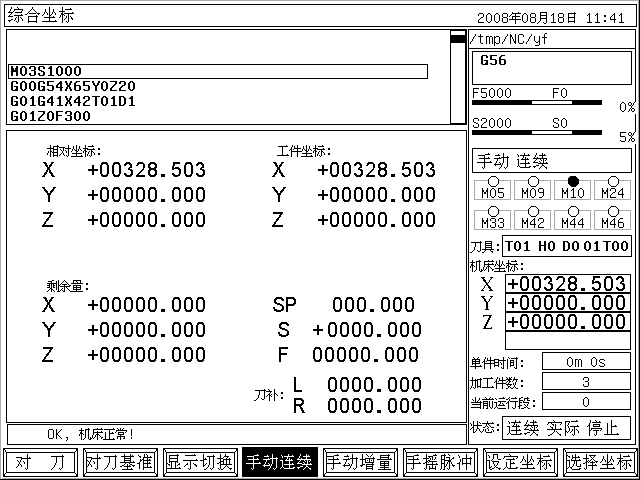 综合坐标
2008年08月18日 11:41
M03S1000
G00G54X65Y0Z20
G01G41X42T01D1
G01Z0F300
/tmp/NC/yf
G56
F5000 F0
0%
S2000 S0
5%
手动 连续
M05 M09 M10 M24
M33 M42 M44 M46
刀具: T01 H0 D0 01T00
机床坐标:
X +00328.503
Y +00000.000
Z +00000.000
单件时间: 0m 0s
加工件数: 3
当前运行段: 0
状态: 连续 实际 停止
相对坐标:
X +00328.503
Y +00000.000
Z +00000.000
工件坐标:
X +00328.503
Y +00000.000
Z +00000.000
剩余量:
X +00000.000
Y +00000.000
Z +00000.000
SP 000.000
S +0000.000
F 00000.000
刀补: L 0000.000
R 0000.000
OK, 机床正常!
对 刀 对刀基准 显示切换 手动连续 手动增量 手摇脉冲 设定坐标 选择坐标